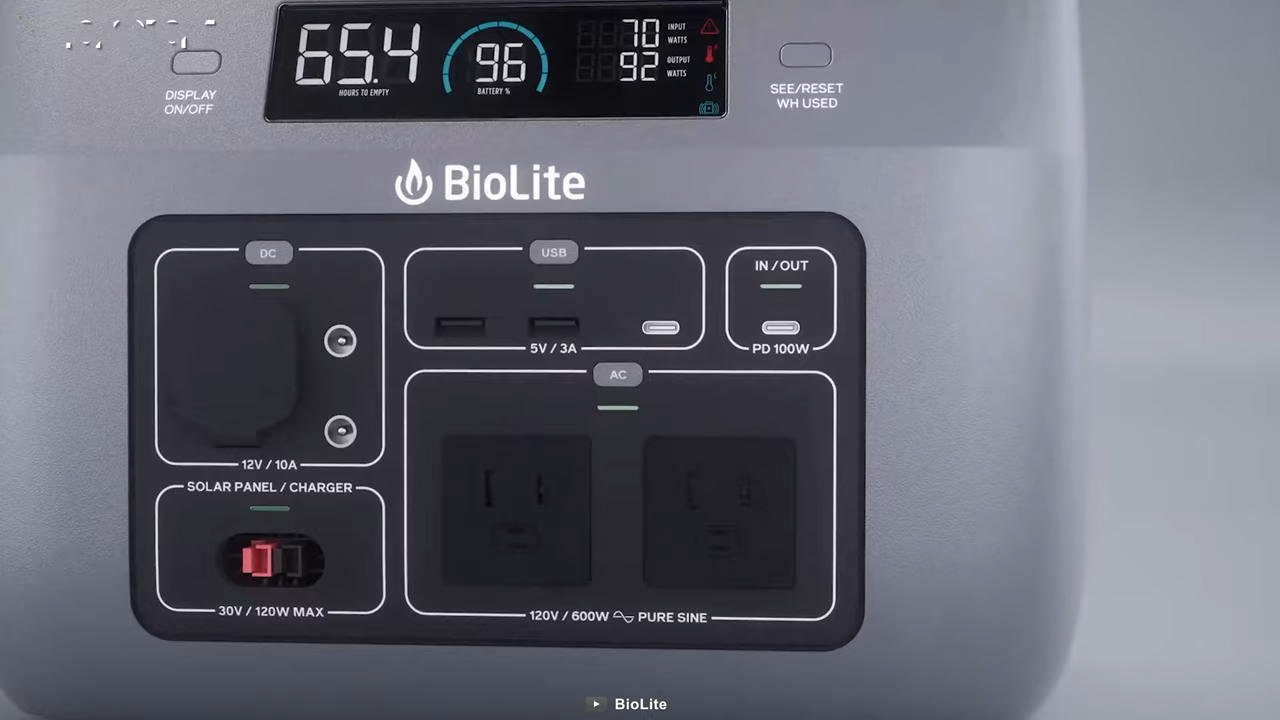 65.4
HOURS TO EMPTY
96
BATTERY %
70
INPUT
WATTS
92
OUTPUT
WATTS
DISPLAY
ON/OFF
SEE/RESET
WH USED
BioLite
DC
12V / 10A
USB
5V / 3A
IN / OUT
PD 100W
SOLAR PANEL / CHARGER
30V / 120W MAX
AC
120V / 600W PURE SINE
BioLite